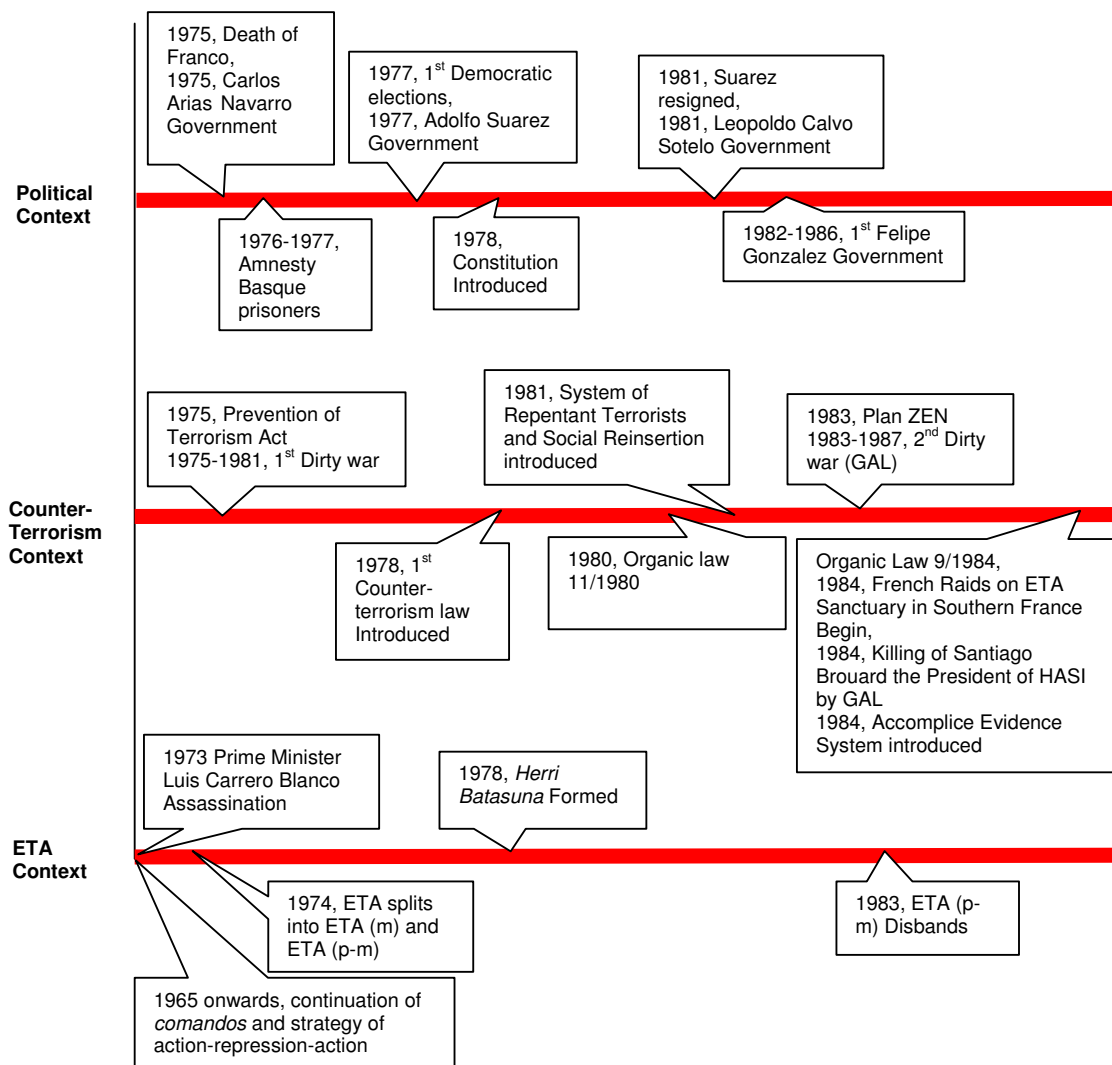 1975, Death of
Franco,
1975, Carlos
Arias Navarro
Government
1977, 1st Democratic
elections,
1977, Adolfo Suarez
Government
1981, Suarez
resigned,
1981, Leopoldo Calvo
Sotelo Government
Political
Context
1976-1977,
Amnesty
Basque
prisoners
1978,
Constitution
Introduced
1982-1986, 1st Felipe
Gonzalez Government
1975, Prevention of
Terrorism Act
1975-1981, 1st Dirty war
1981, System of
Repentant Terrorists
and Social Reinsertion
introduced
1983, Plan ZEN
1983-1987, 2nd Dirty
war (GAL)
Counter-
Terrorism
Context
1978, 1st
Counter-
terrorism law
Introduced
1980, Organic law
11/1980
Organic Law 9/1984,
1984, French Raids on ETA
Sanctuary in Southern France
Begin,
1984, Killing of Santiago
Brouard the President of HASI
by GAL
1984, Accomplice Evidence
System introduced
1973 Prime Minister
Luis Carrero Blanco
Assassination
1978, Herri
Batasuna Formed
ETA
Context
1974, ETA splits
into ETA (m) and
ETA (p-m)
1983, ETA (p-
m) Disbands
1965 onwards, continuation of
comandos and strategy of
action-repression-action